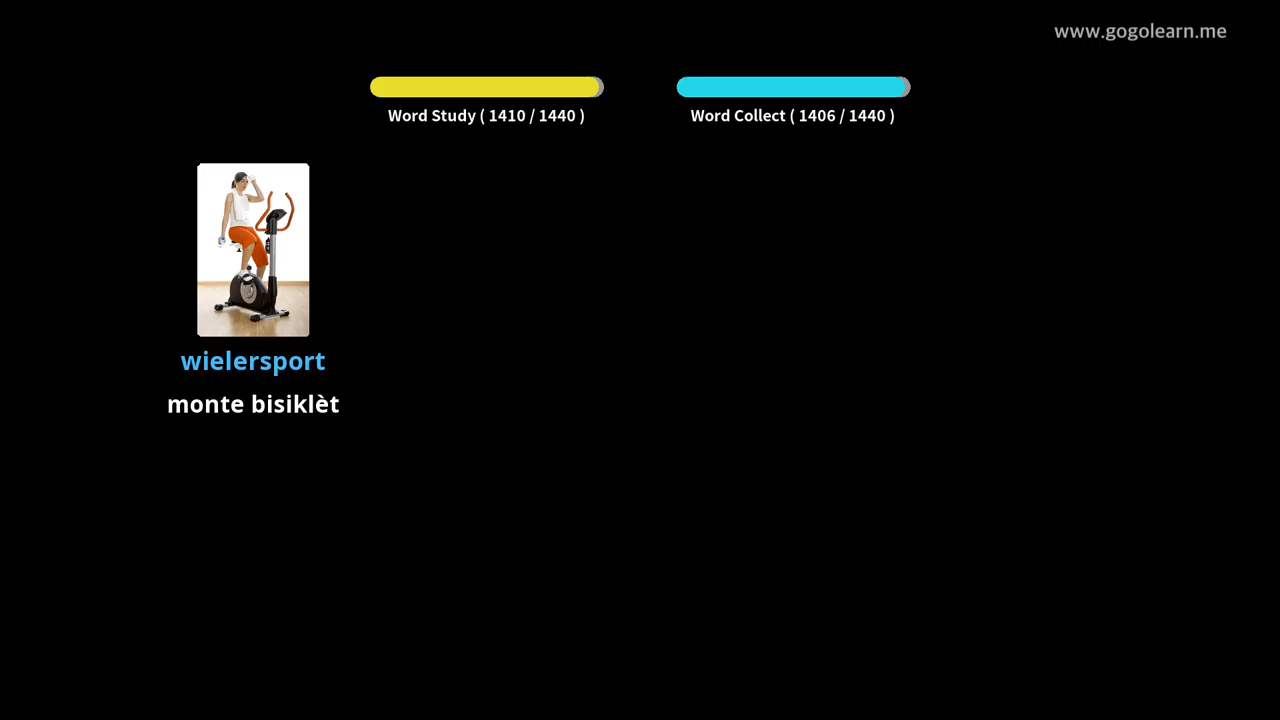 www.gogolearn.me
Word Study ( 1410 / 1440 )
Word Collect ( 1406 / 1440 )
wielersport
monte bisiklèt